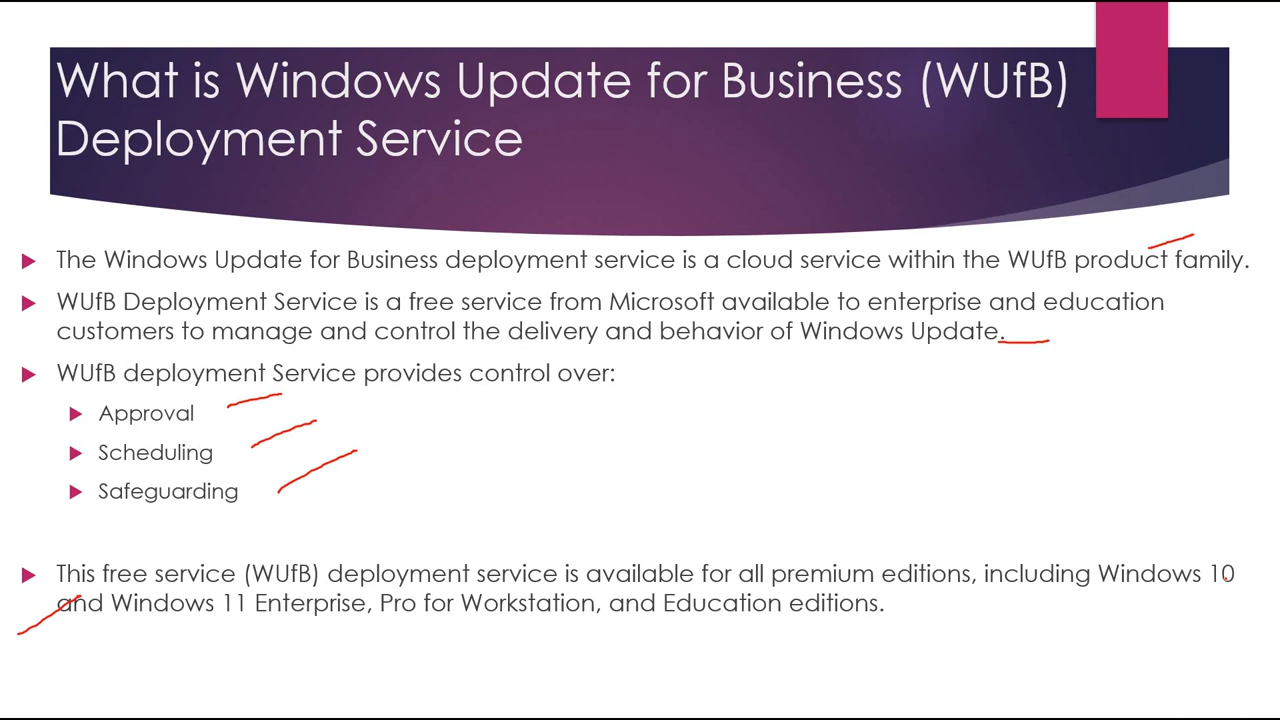 What is Windows Update for Business (WUfB)
Deployment Service
The Windows Update for Business deployment service is a cloud service within the WUfB product family.
WUfB Deployment Service is a free service from Microsoft available to enterprise and education
customers to manage and control the delivery and behavior of Windows Update.
WUfB deployment Service provides control over:
Approval
Scheduling
Safeguarding
This free service (WUfB) deployment service is available for all premium editions, including Windows 10
and Windows 11 Enterprise, Pro for Workstation, and Education editions.